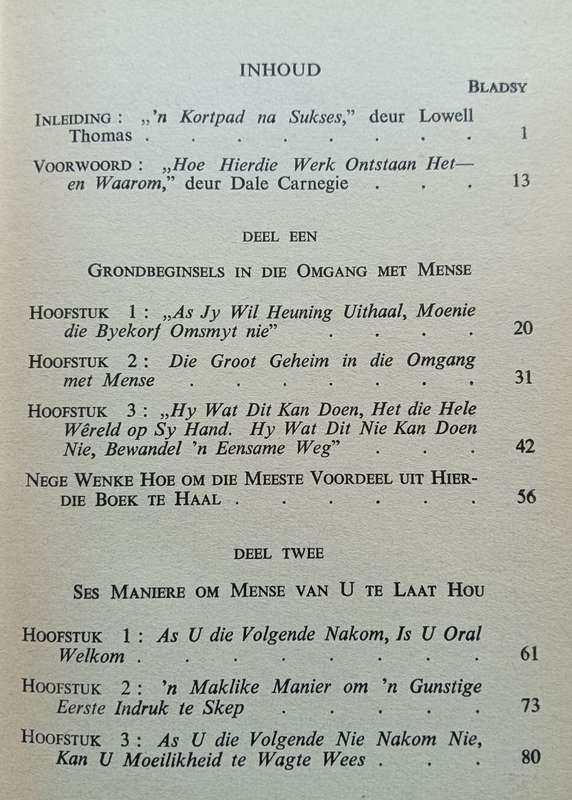 INHOUD
BLADSY
INLEIDING : „'n Kortpad na Sukses,” deur Lowell
Thomas . . . . . . . . 1
VOORWOORD : „Hoe Hierdie Werk Ontstaan Het—
en Waarom,” deur Dale Carnegie . . . 13
DEEL EEN
GRONDBEGINSELS IN DIE OMGANG MET MENSE
HOOFSTUK 1 : „As Jy Wil Heuning Uithaal, Moenie
die Byekorf Omsmyt nie” . . . . 20
HOOFSTUK 2 : Die Groot Geheim in die Omgang
met Mense . . . . . . . 31
HOOFSTUK 3 : „Hy Wat Dit Kan Doen, Het die Hele
Wêreld op Sy Hand. Hy Wat Dit Nie Kan Doen
Nie, Bewandel 'n Eensame Weg” . . . 42
NEGE WENKE HOE OM DIE MEESTE VOORDEEL UIT HIER-
DIE BOEK TE HAAL . . . . . . 56
DEEL TWEE
SES MANIERE OM MENSE VAN U TE LAAT HOU
HOOFSTUK 1 : As U die Volgende Nakom, Is U Oral
Welkom . . . . . . . . 61
HOOFSTUK 2 : 'n Maklike Manier om 'n Gunstige
Eerste Indruk te Skep . . . . . 73
HOOFSTUK 3 : As U die Volgende Nie Nakom Nie,
Kan U Moeilikheid te Wagte Wees . . . 80